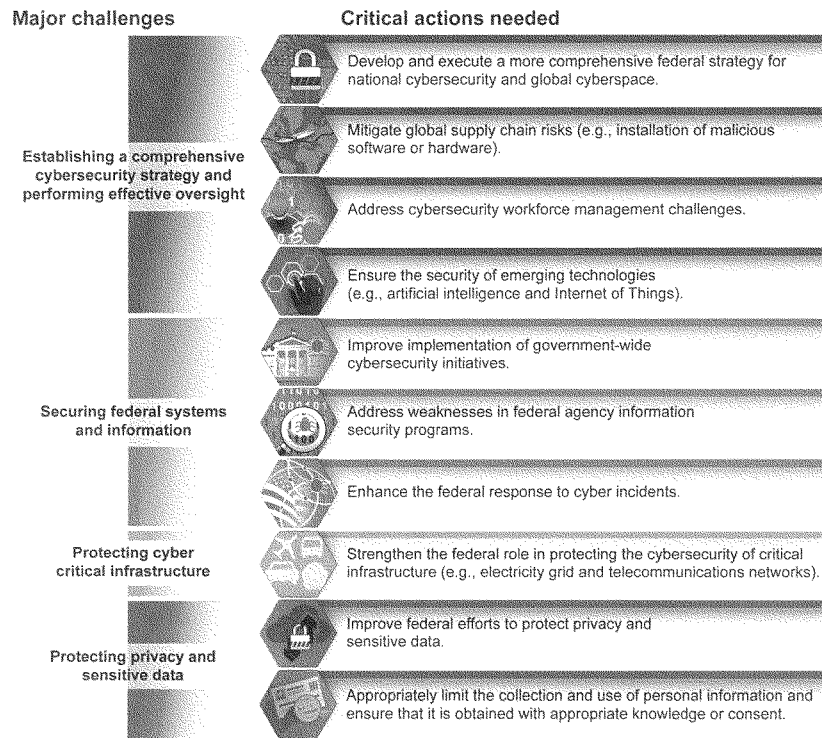 Major challenges
Critical actions needed
Establishing a comprehensive
cybersecurity strategy and
performing effective oversight
Develop and execute a more comprehensive federal strategy for
national cybersecurity and global cyberspace.
Mitigate global supply chain risks (e.g., installation of malicious
software or hardware).
Address cybersecurity workforce management challenges.
Ensure the security of emerging technologies
(e.g., artificial intelligence and Internet of Things).
Securing federal systems
and information
Improve implementation of government-wide
cybersecurity initiatives.
Address weaknesses in federal agency information
security programs.
Enhance the federal response to cyber incidents.
Protecting cyber
critical infrastructure
Strengthen the federal role in protecting the cybersecurity of critical
infrastructure (e.g., electricity grid and telecommunications networks).
Protecting privacy and
sensitive data
Improve federal efforts to protect privacy and
sensitive data.
Appropriately limit the collection and use of personal information and
ensure that it is obtained with appropriate knowledge or consent.